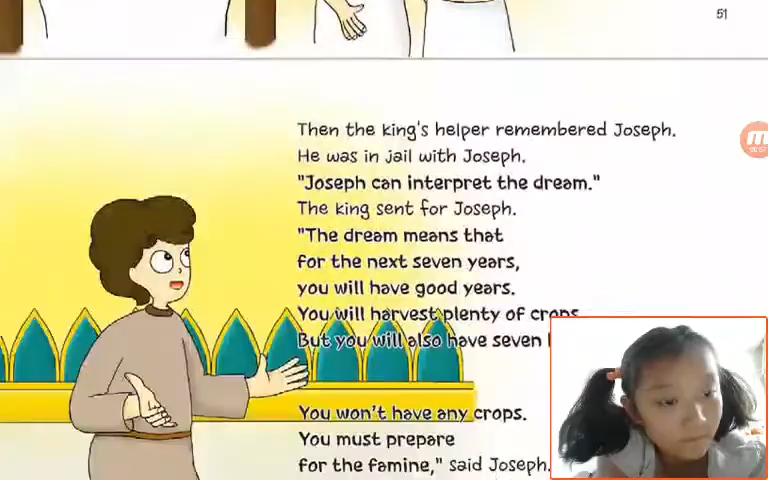 51
Then the king's helper remembered Joseph.
He was in jail with Joseph.
"Joseph can interpret the dream."
The king sent for Joseph.
"The dream means that
for the next seven years,
you will have good years.
You will harvest plenty of crops.
But you will also have seven
You won't have any crops.
You must prepare
for the famine," said Joseph.